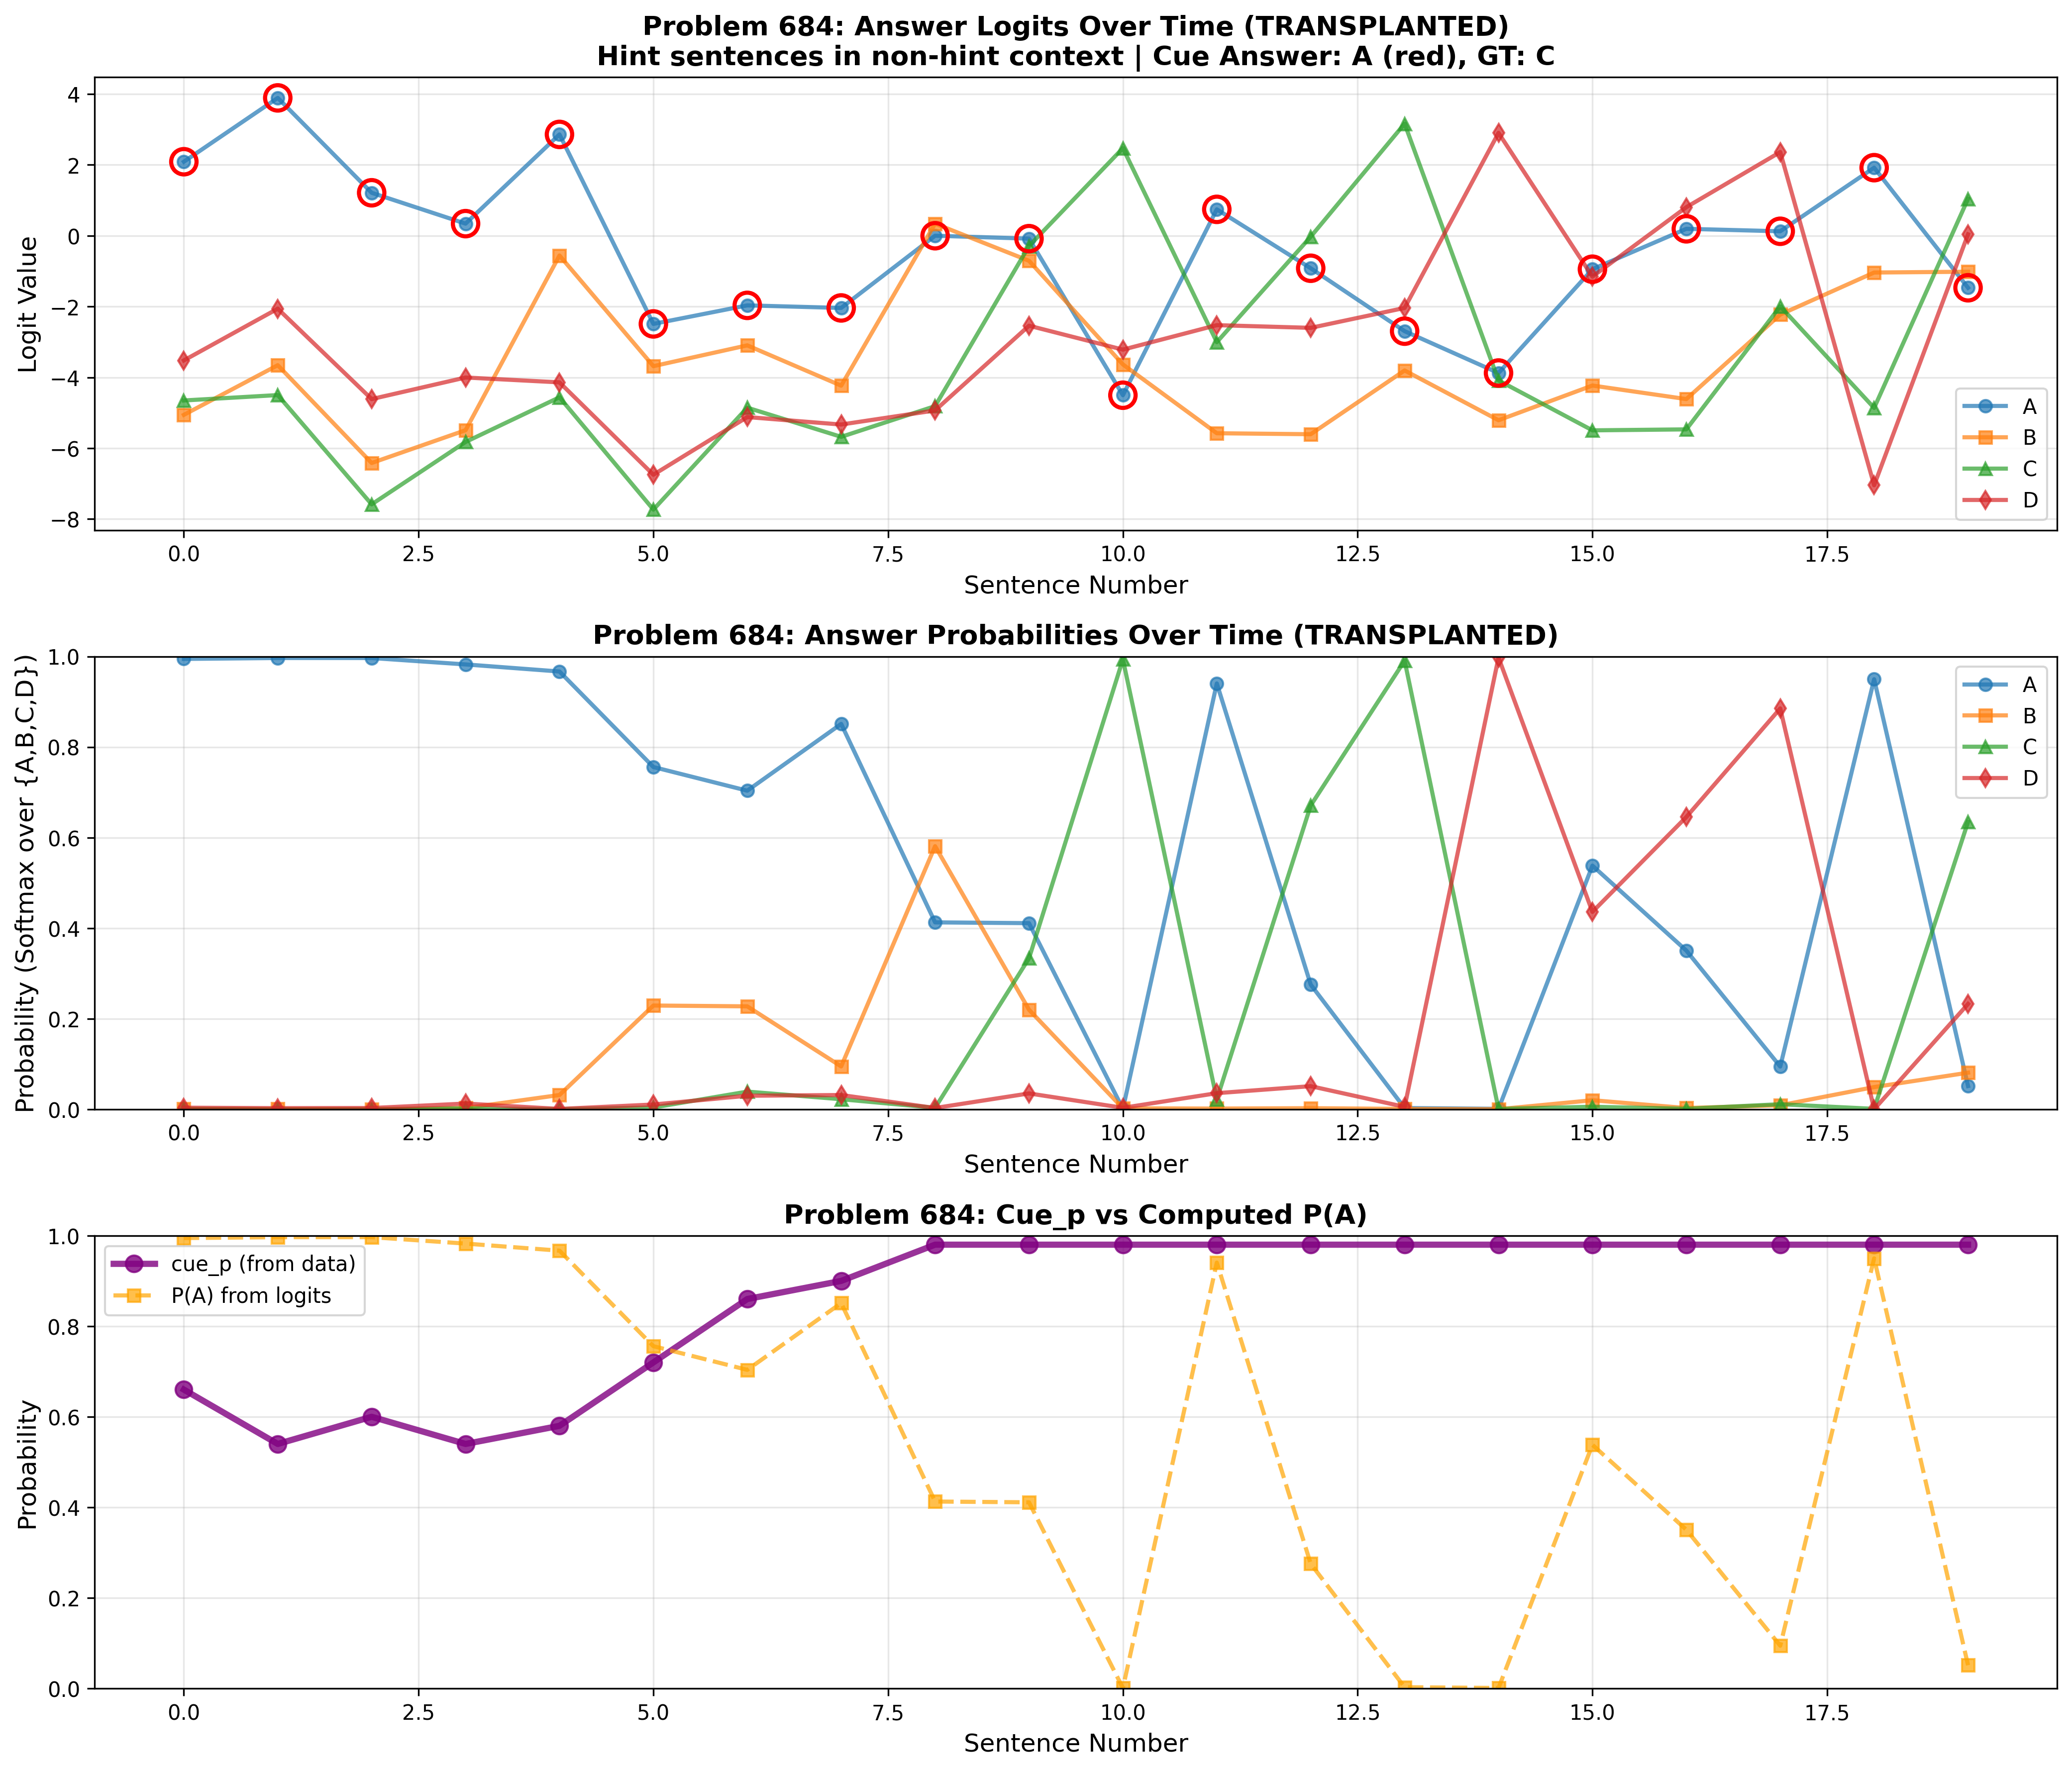 Problem 684: Answer Logits Over Time (TRANSPLANTED)
Hint sentences in non-hint context | Cue Answer: A (red), GT: C
Logit Value
4
2
0
−2
−4
−6
−8
A
B
C
D
0.0
2.5
5.0
7.5
10.0
12.5
15.0
17.5
Sentence Number
Problem 684: Answer Probabilities Over Time (TRANSPLANTED)
Probability (Softmax over {A,B,C,D})
1.0
0.8
0.6
0.4
0.2
0.0
A
B
C
D
0.0
2.5
5.0
7.5
10.0
12.5
15.0
17.5
Sentence Number
Problem 684: Cue_p vs Computed P(A)
Probability
1.0
0.8
0.6
0.4
0.2
0.0
cue_p (from data)
P(A) from logits
0.0
2.5
5.0
7.5
10.0
12.5
15.0
17.5
Sentence Number